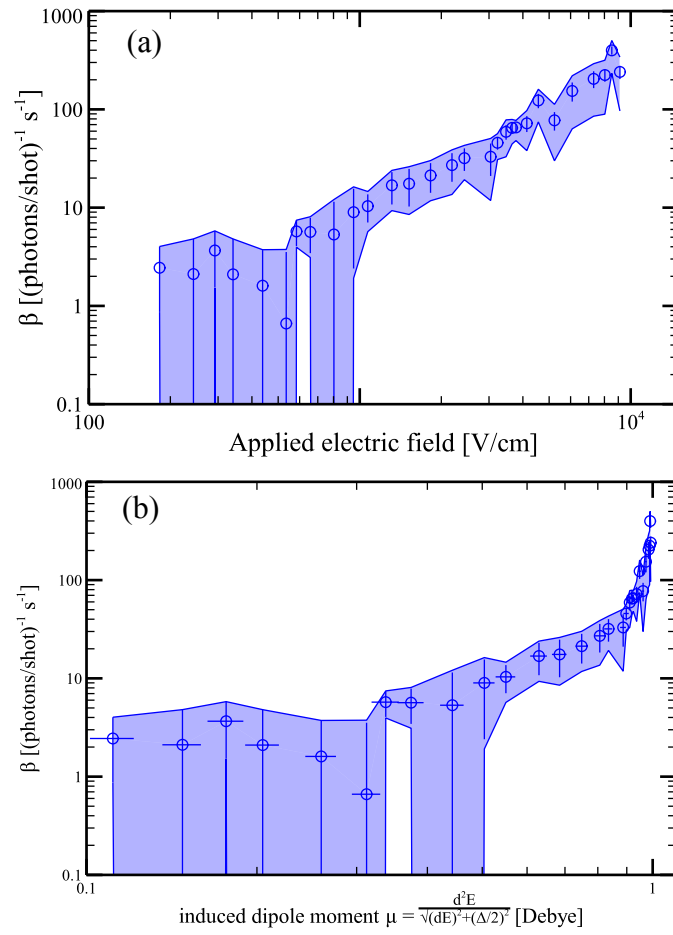 (a)
1000
100
10
1
0.1
β [(photons/shot)⁻¹ s⁻¹]
100
1000
10⁴
Applied electric field [V/cm]
(b)
1000
100
10
1
0.1
β [(photons/shot)⁻¹ s⁻¹]
0.1
1
induced dipole moment μ = d²E / √(dE)²+(Δ/2)² [Debye]